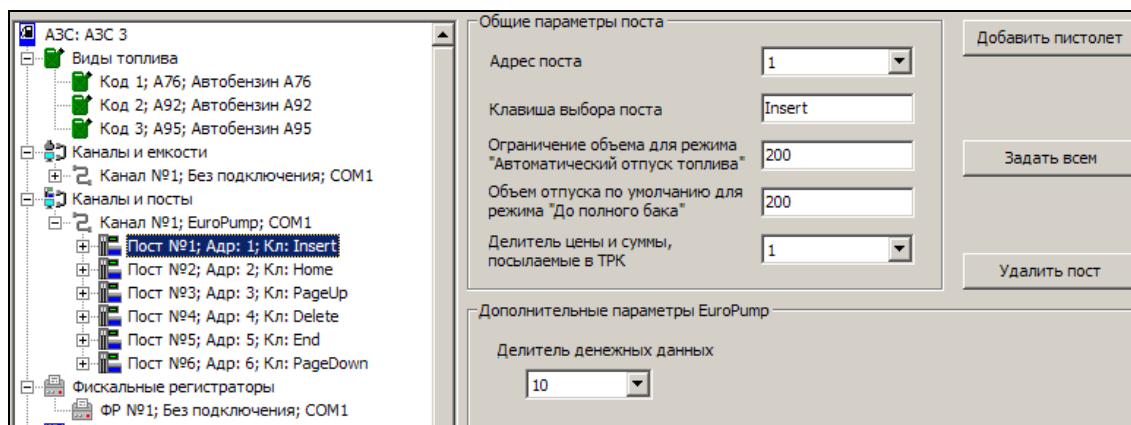 АЗС: АЗС 3
Виды топлива
Код 1; А76; Автобензин А76
Код 2; А92; Автобензин А92
Код 3; А95; Автобензин А95
Каналы и емкости
Канал №1; Без подключения; COM1
Каналы и посты
Канал №1; EuroPump; COM1
Пост №1; Адр: 1; Кл: Insert
Пост №2; Адр: 2; Кл: Home
Пост №3; Адр: 3; Кл: PageUp
Пост №4; Адр: 4; Кл: Delete
Пост №5; Адр: 5; Кл: End
Пост №6; Адр: 6; Кл: PageDown
Фискальные регистраторы
ФР №1; Без подключения; COM1
Общие параметры поста
Адрес поста
1
Клавиша выбора поста
Insert
Ограничение объема для режима
"Автоматический отпуск топлива"
200
Объем отпуска по умолчанию для
режима "До полного бака"
200
Делитель цены и суммы,
посылаемые в ТРК
1
Дополнительные параметры EuroPump
Делитель денежных данных
10
Добавить пистолет
Задать всем
Удалить пост